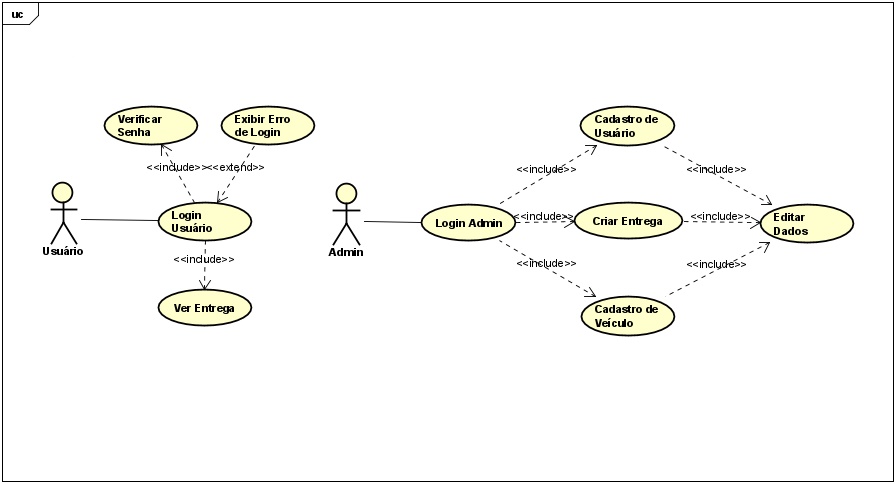 uc
Verificar
Senha
Exibir Erro
de Login
<<include>>
<<extend>>
Usuário
Login
Usuário
<<include>>
Ver Entrega
Admin
Login Admin
<<include>>
<<include>>
<<include>>
Cadastro de
Usuário
Criar Entrega
Cadastro de
Veículo
<<include>>
<<include>>
<<include>>
Editar
Dados